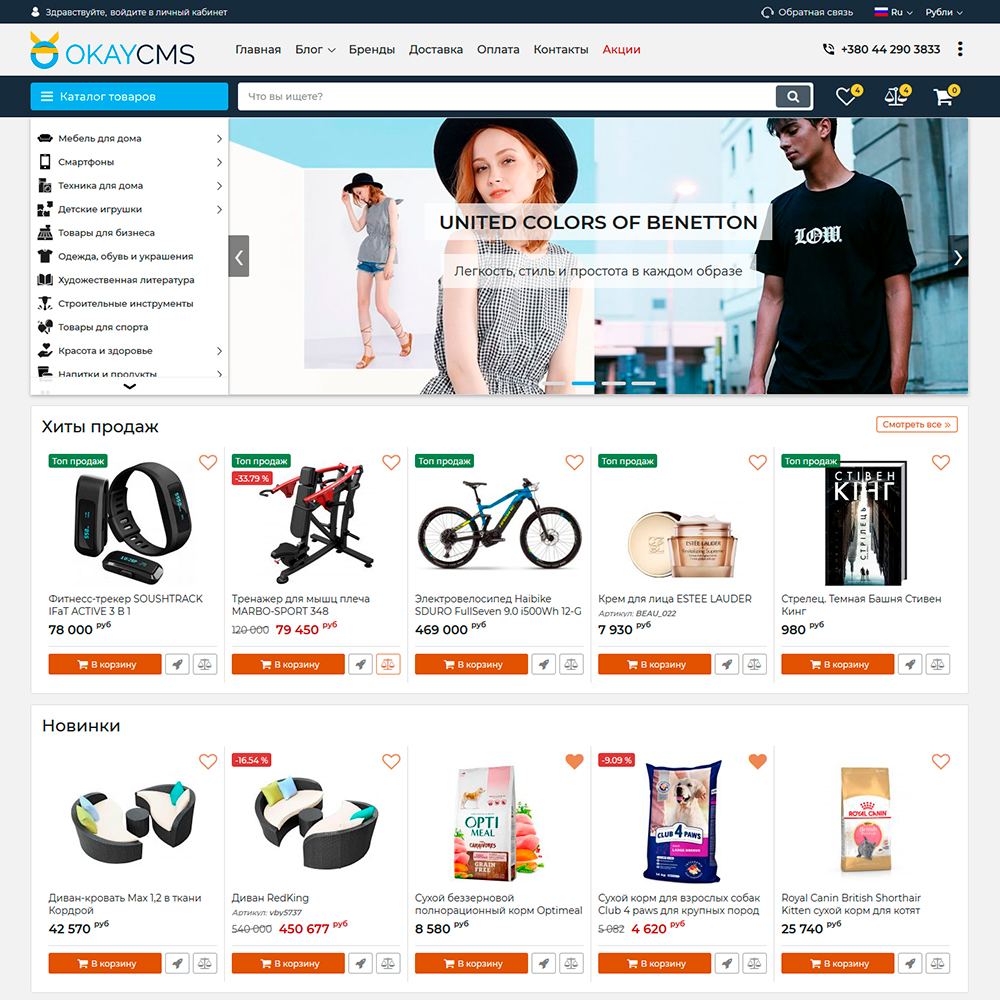 Здравствуйте, войдите в личный кабинет
Обратная связь
Ru
Рубли
OKAYCMS
Главная Блог Бренды Доставка Оплата Контакты Акции
+380 44 290 3833
Каталог товаров
Что вы ищете?
4
4
0
Мебель для дома
Смартфоны
Техника для дома
Детские игрушки
Товары для бизнеса
Одежда, обувь и украшения
Художественная литература
Строительные инструменты
Товары для спорта
Красота и здоровье
Напитки и продукты
UNITED COLORS OF BENETTON
Легкость, стиль и простота в каждом образе
LOW.
Хиты продаж
Смотреть все »
Топ продаж
Фитнесс-трекер SOUSHTRACK
IFaT ACTIVE 3 В 1
78 000 руб
В корзину
Топ продаж
-33.79 %
Тренажер для мышц плеча
MARBO-SPORT 348
120 000 79 450 руб
В корзину
Топ продаж
Электровелосипед Haibike
SDURO FullSeven 9.0 i500Wh 12-G
469 000 руб
В корзину
Топ продаж
ESTEE LAUDER
Revitalizing Supreme
Крем для лица ESTEE LAUDER
Артикул: BEAU_022
7 930 руб
В корзину
Топ продаж
СТІВЕН
КІНГ
СТРІЛЕЦЬ
Стрелец. Темная Башня Стивен
Кинг
980 руб
В корзину
Новинки
Диван-кровать Max 1,2 в ткани
Кордрой
42 570 руб
В корзину
-16.54 %
Диван RedKing
Артикул: vby5737
540 000 450 677 руб
В корзину
OPTI
MEAL
CARNIVORES
GRAIN
FREE
Сухой беззерновой
полнорационный корм Optimeal
8 580 руб
В корзину
-9.09 %
CLUB 4 PAWS
Сухой корм для взрослых собак
Club 4 paws для крупных пород
5 082 4 620 руб
В корзину
ROYAL CANIN
British
Royal Canin British Shorthair
Kitten сухой корм для котят
25 740 руб
В корзину